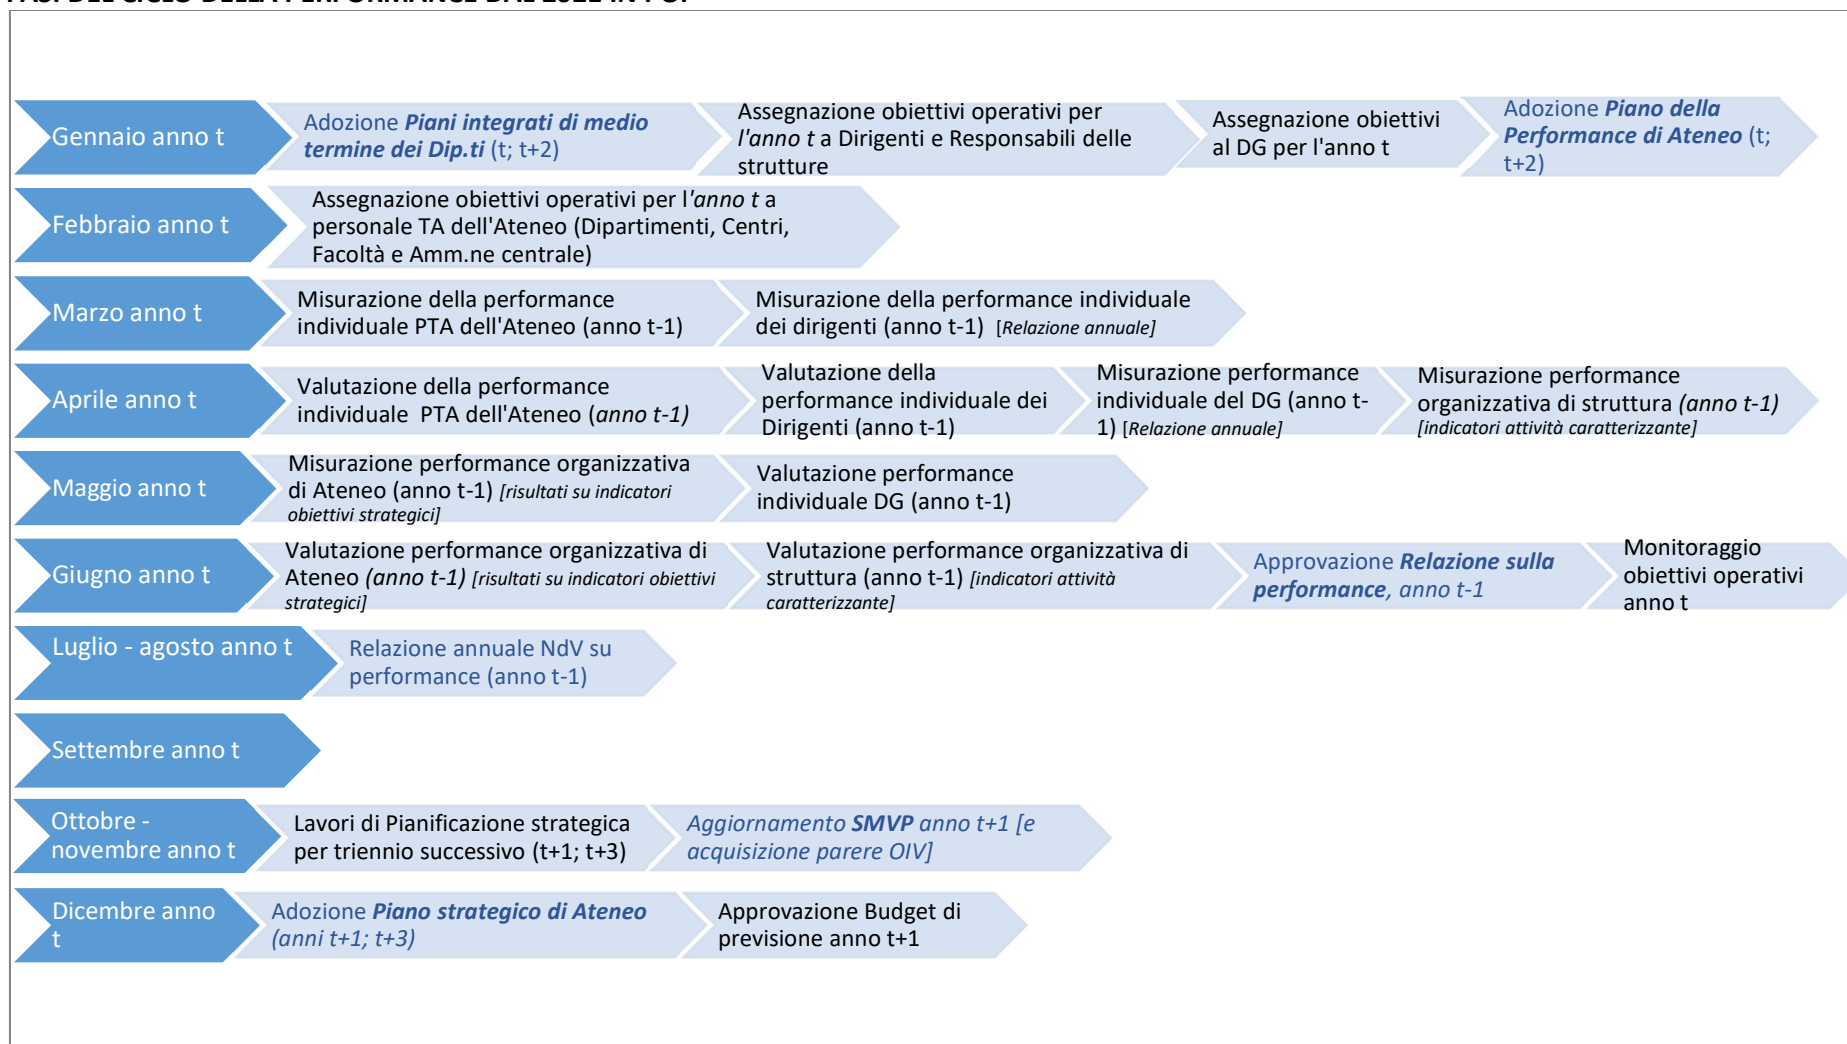 FASI DEL CICLO DELLA PERFORMANCE DAL 2021 IN POI
Gennaio anno t
Adozione Piani integrati di medio
termine dei Dip.ti (t; t+2)
Assegnazione obiettivi operativi per
l'anno t a Dirigenti e Responsabili delle
strutture
Assegnazione obiettivi
al DG per l'anno t
Adozione Piano della
Performance di Ateneo (t;
t+2)
Febbraio anno t
Assegnazione obiettivi operativi per l'anno t a
personale TA dell'Ateneo (Dipartimenti, Centri,
Facoltà e Amm.ne centrale)
Marzo anno t
Misurazione della performance
individuale PTA dell'Ateneo (anno t-1)
Misurazione della performance individuale
dei dirigenti (anno t-1) [Relazione annuale]
Aprile anno t
Valutazione della performance
individuale PTA dell'Ateneo (anno t-1)
Valutazione della
performance individuale dei
Dirigenti (anno t-1)
Misurazione performance
individuale del DG (anno t-
1) [Relazione annuale]
Misurazione performance
organizzativa di struttura (anno t-1)
[indicatori attività caratterizzante]
Maggio anno t
Misurazione performance organizzativa
di Ateneo (anno t-1) [risultati su indicatori
obiettivi strategici]
Valutazione performance
individuale DG (anno t-1)
Giugno anno t
Valutazione performance organizzativa di
Ateneo (anno t-1) [risultati su indicatori obiettivi
strategici]
Valutazione performance organizzativa di
struttura (anno t-1) [indicatori attività
caratterizzante]
Approvazione Relazione sulla
performance, anno t-1
Monitoraggio
obiettivi operativi
anno t
Luglio - agosto anno t
Relazione annuale NdV su
performance (anno t-1)
Settembre anno t
Ottobre -
novembre anno t
Lavori di Pianificazione strategica
per triennio successivo (t+1; t+3)
Aggiornamento SMVP anno t+1 [e
acquisizione parere OIV]
Dicembre anno
t
Adozione Piano strategico di Ateneo
(anni t+1; t+3)
Approvazione Budget di
previsione anno t+1